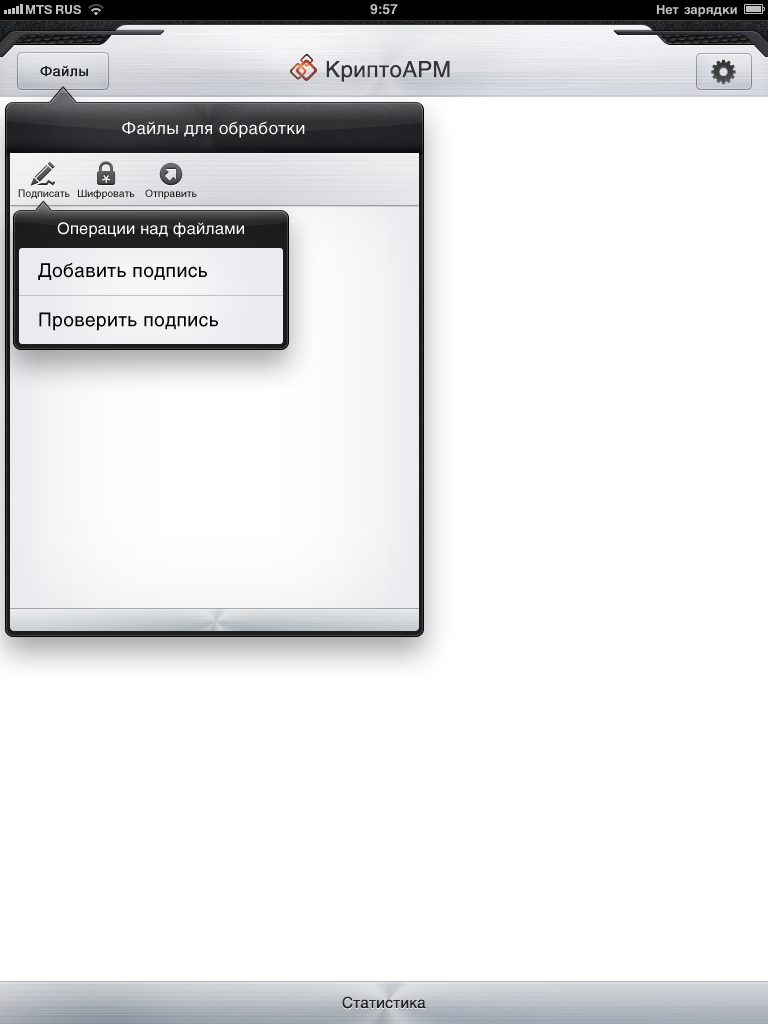 MTS RUS
9:57
Нет зарядки
Файлы
КриптоАРМ
Файлы для обработки
Подписать
Шифровать
Отправить
Операции над файлами
Добавить подпись
Проверить подпись
Статистика